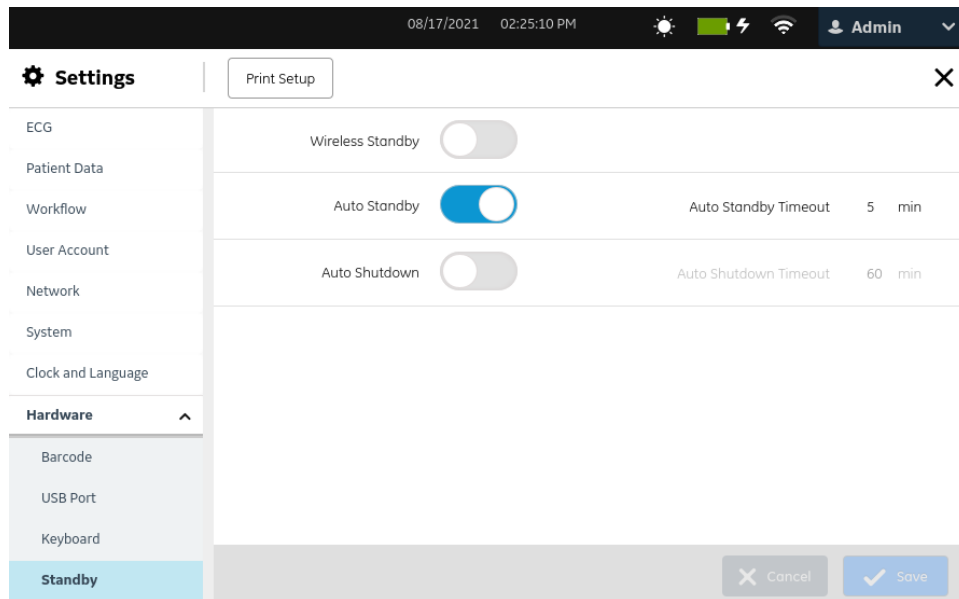 08/17/2021 02:25:10 PM Admin
Settings Print Setup
ECG
Patient Data
Workflow
User Account
Network
System
Clock and Language
Hardware
Barcode
USB Port
Keyboard
Standby
Wireless Standby
Auto Standby Auto Standby Timeout 5 min
Auto Shutdown Auto Shutdown Timeout 60 min
Cancel Save